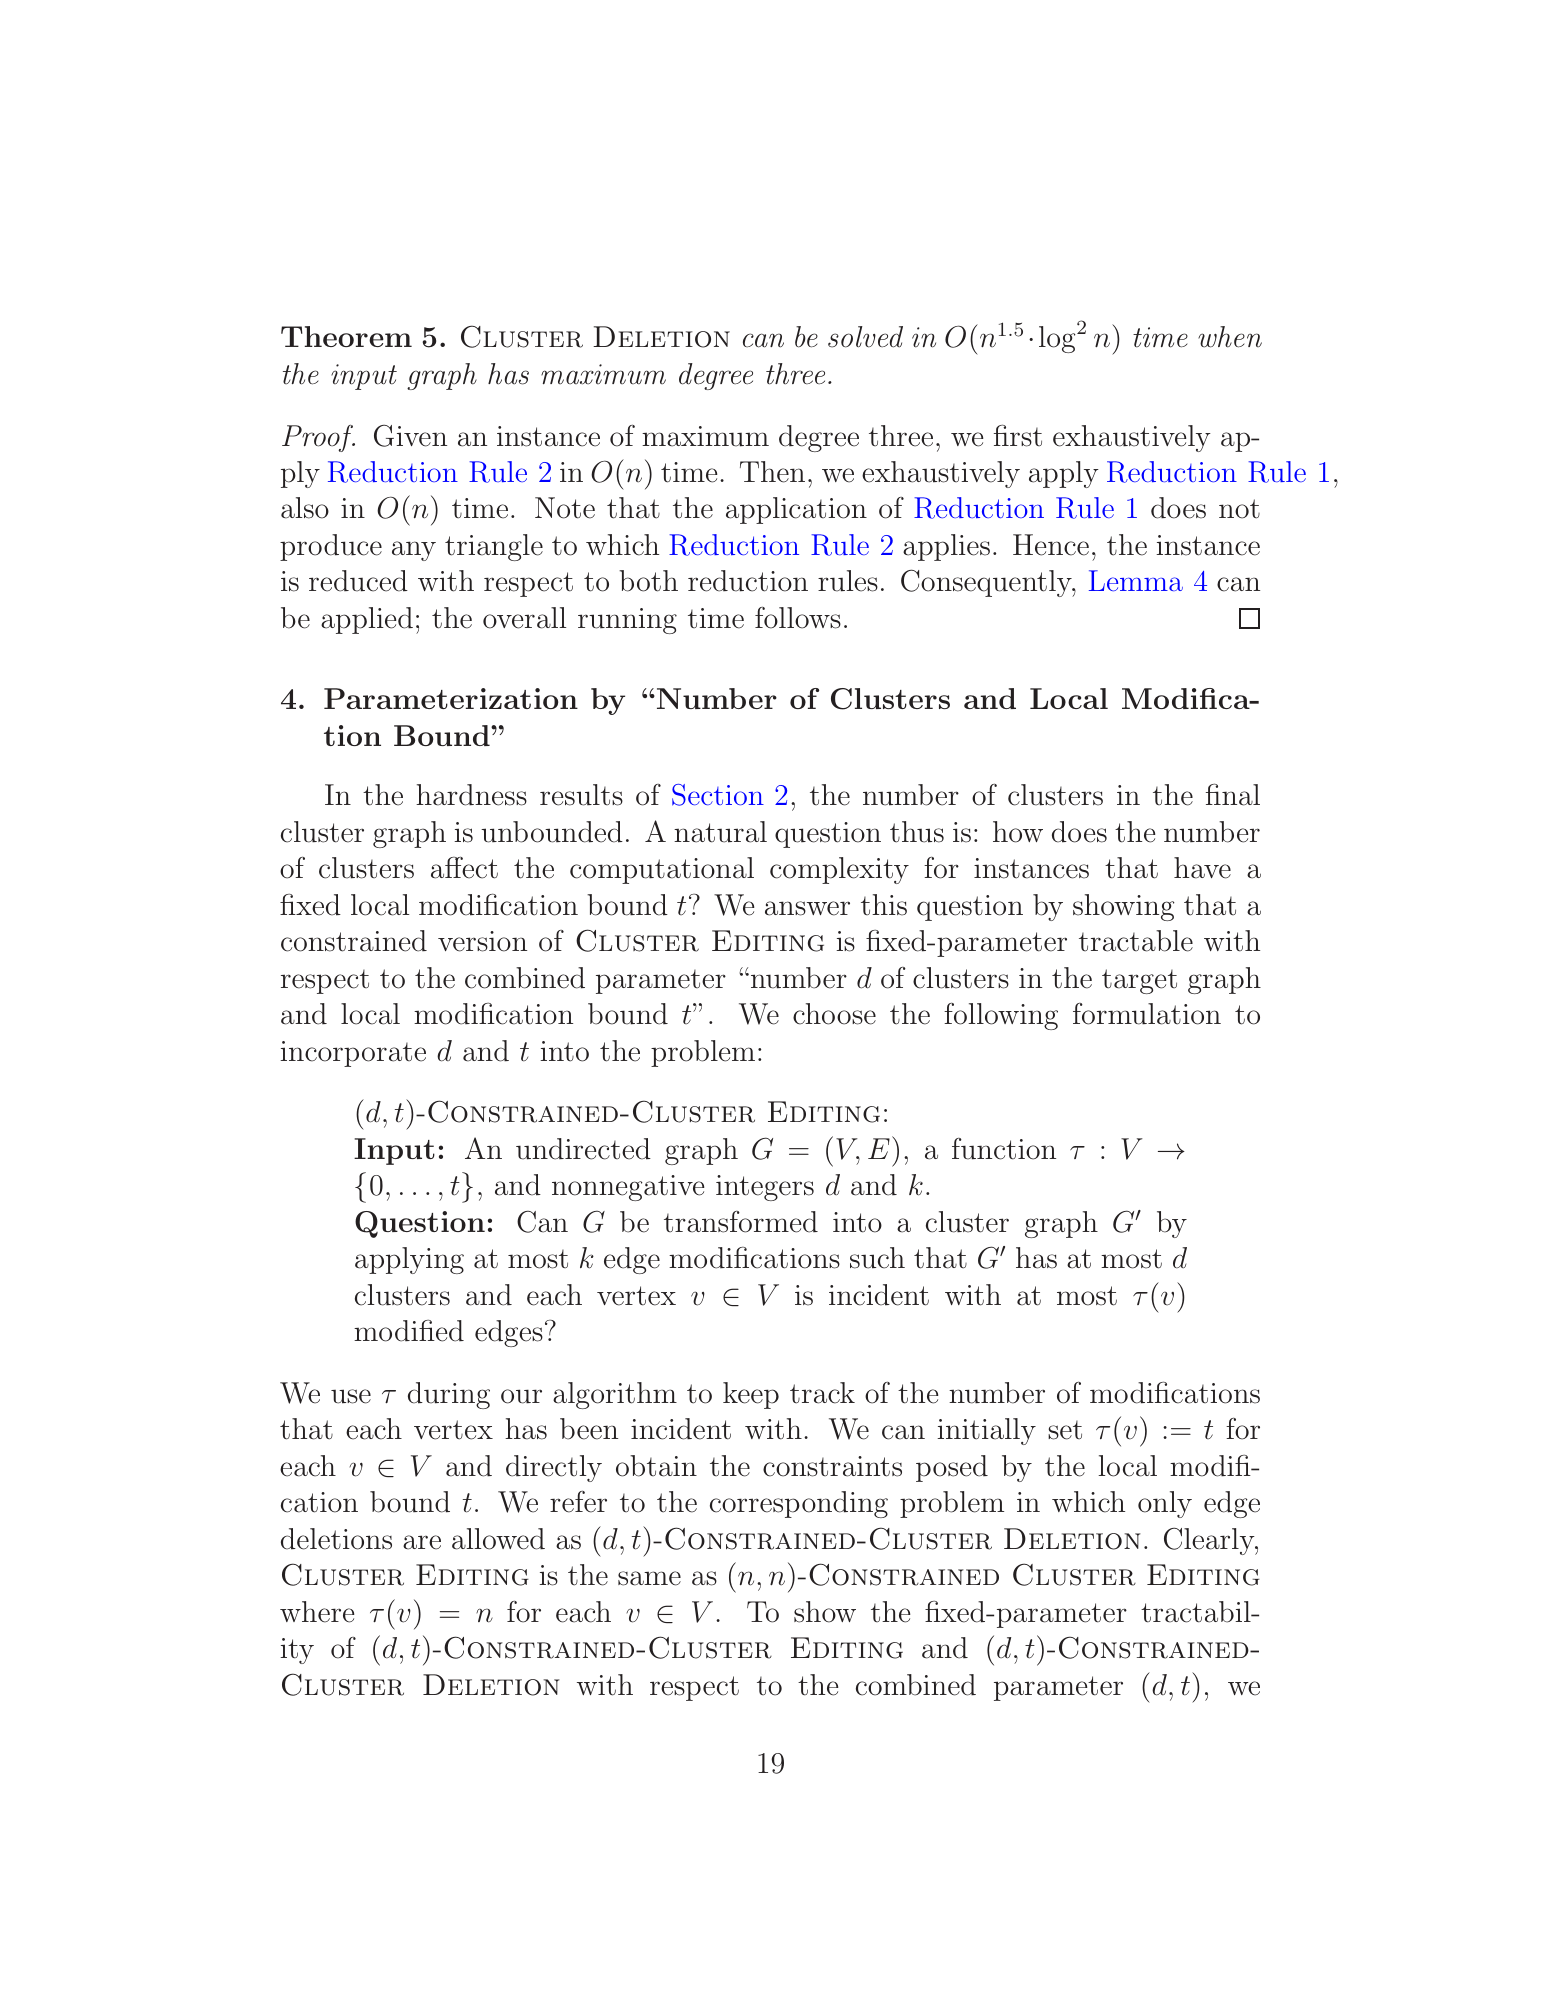 Theorem 5. CLUSTER DELETION can be solved in O(n^1.5 · log^2 n) time when
the input graph has maximum degree three.
Proof. Given an instance of maximum degree three, we first exhaustively ap-
ply Reduction Rule 2 in O(n) time. Then, we exhaustively apply Reduction Rule 1,
also in O(n) time. Note that the application of Reduction Rule 1 does not
produce any triangle to which Reduction Rule 2 applies. Hence, the instance
is reduced with respect to both reduction rules. Consequently, Lemma 4 can
be applied; the overall running time follows. □
4. Parameterization by “Number of Clusters and Local Modifica-
tion Bound”
In the hardness results of Section 2, the number of clusters in the final
cluster graph is unbounded. A natural question thus is: how does the number
of clusters affect the computational complexity for instances that have a
fixed local modification bound t? We answer this question by showing that a
constrained version of CLUSTER EDITING is fixed-parameter tractable with
respect to the combined parameter “number d of clusters in the target graph
and local modification bound t”. We choose the following formulation to
incorporate d and t into the problem:
(d, t)-CONSTRAINED-CLUSTER EDITING:
Input: An undirected graph G = (V, E), a function τ : V →
{0, . . . , t}, and nonnegative integers d and k.
Question: Can G be transformed into a cluster graph G′ by
applying at most k edge modifications such that G′ has at most d
clusters and each vertex v ∈ V is incident with at most τ(v)
modified edges?
We use τ during our algorithm to keep track of the number of modifications
that each vertex has been incident with. We can initially set τ(v) := t for
each v ∈ V and directly obtain the constraints posed by the local modifi-
cation bound t. We refer to the corresponding problem in which only edge
deletions are allowed as (d, t)-CONSTRAINED-CLUSTER DELETION. Clearly,
CLUSTER EDITING is the same as (n, n)-CONSTRAINED CLUSTER EDITING
where τ(v) = n for each v ∈ V. To show the fixed-parameter tractabil-
ity of (d, t)-CONSTRAINED-CLUSTER EDITING and (d, t)-CONSTRAINED-
CLUSTER DELETION with respect to the combined parameter (d, t), we
19